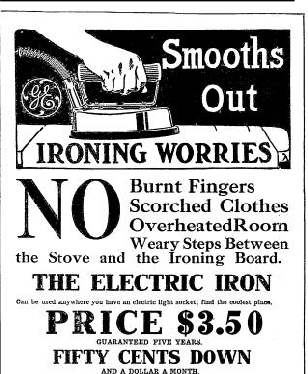 Smooths
Out
GE
IRONING WORRIES
NO Burnt Fingers
Scorched Clothes
Overheated Room
Weary Steps Between
the Stove and the Ironing Board.
THE ELECTRIC IRON
Can be used anywhere you have an electric light socket, find the coolest place,
PRICE $3.50
GUARANTEED FIVE YEARS.
FIFTY CENTS DOWN
AND A DOLLAR A MONTH.